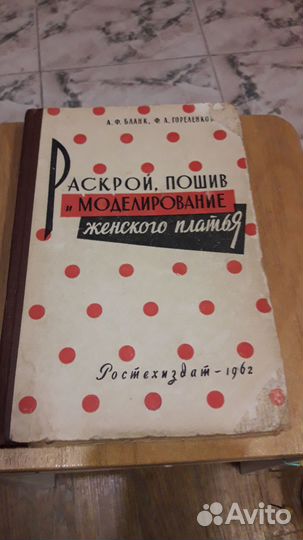 А. Ф. БЛАНК, Ф. Л. ГОРЕЛЕНКОВ
РАСКРОЙ, ПОШИВ
и МОДЕЛИРОВАНИЕ
женского платья
Ростехиздат – 1962
Avito